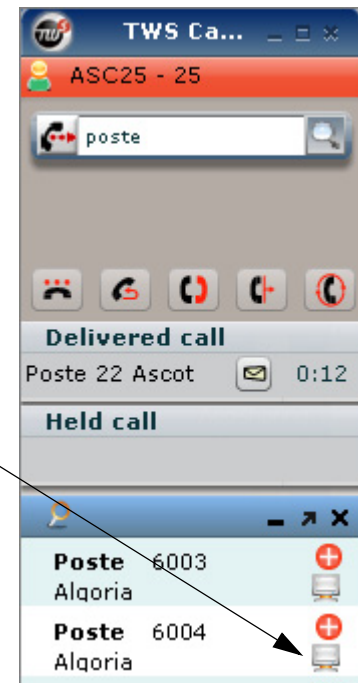 TWS Ca...
ASC25 - 25
poste
Delivered call
Poste 22 Ascot 0:12
Held call
Poste 6003
Algoria
Poste 6004
Algoria